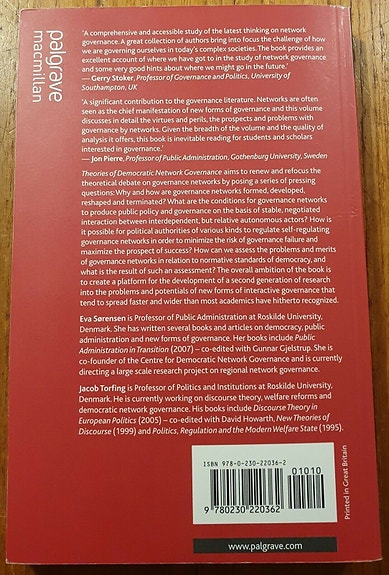 palgrave
macmillan
'A comprehensive and accessible study of the latest thinking on network
governance. A great collection of authors bring into focus the challenge of how
we are governing ourselves in today's complex societies. The book provides an
excellent account of where we have got to in the study of network governance
and some very good hints about where we might go in the future.'
— Gerry Stoker, Professor of Governance and Politics, University of
Southampton, UK
'A significant contribution to the governance literature. Networks are often
seen as the chief manifestation of new forms of governance and this volume
discusses in detail the virtues and perils, the prospects and problems with
governance by networks. Given the breadth of the volume and the quality of
analysis it offers, this book is inevitable reading for students and scholars
interested in governance.'
— Jon Pierre, Professor of Public Administration, Gothenburg University, Sweden
Theories of Democratic Network Governance aims to renew and refocus the
theoretical debate on governance networks by posing a series of pressing
questions: Why and how are governance networks formed, developed,
reshaped and terminated? What are the conditions for governance networks
to produce public policy and governance on the basis of stable, negotiated
interaction between interdependent, but relative autonomous actors? How is
it possible for political authorities of various kinds to regulate self-regulating
governance networks in order to minimize the risk of governance failure and
maximize the prospect of success? How can we assess the problems and merits
of governance networks in relation to normative standards of democracy, and
what is the result of such an assessment? The overall ambition of the book is
to create a platform for the development of a second generation of research
into the problems and potentials of new forms of interactive governance that
tend to spread faster and wider than most academics have hitherto recognized.
Eva Sørensen is Professor of Public Administration at Roskilde University,
Denmark. She has written several books and articles on democracy, public
administration and new forms of governance. Her books include Public
Administration in Transition (2007) – co-edited with Gunnar Gjelstrup. She is
co-founder of the Centre for Democratic Network Governance and is currently
directing a large scale research project on regional network governance.
Jacob Torfing is Professor of Politics and Institutions at Roskilde University,
Denmark. He is currently working on discourse theory, welfare reforms and
democratic network governance. His books include Discourse Theory in
European Politics (2005) – co-edited with David Howarth, New Theories of
Discourse (1999) and Politics, Regulation and the Modern Welfare State (1995).
ISBN 978-0-230-22036-2
01010
9 780230 220362
Printed in Great Britain
www.palgrave.com